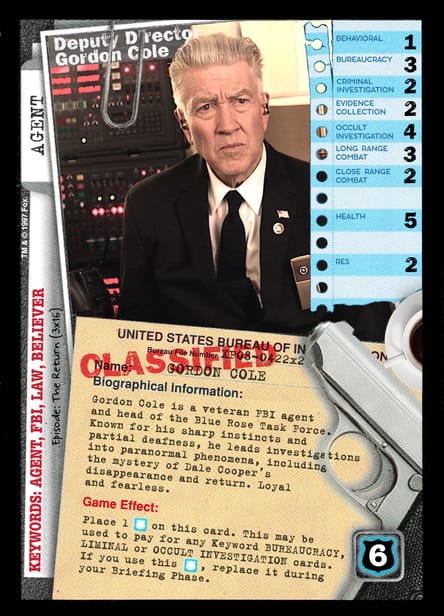 Deputy Director
Gordon Cole
AGENT
TM & © 1997 Fox.
KEYWORDS: AGENT, FBI, LAW, BELIEVER
Episode: The Return (3x16)
BEHAVIORAL 1
BUREAUCRACY 3
CRIMINAL INVESTIGATION 2
EVIDENCE COLLECTION 2
OCCULT INVESTIGATION 4
LONG RANGE COMBAT 3
CLOSE RANGE COMBAT 2
HEALTH 5
RES 2
UNITED STATES BUREAU OF IN ON
Bureau File Number XF08-0422x2
CLASSIFIED
Name: GORDON COLE
Biographical Information:
Gordon Cole is a veteran FBI agent
and head of the Blue Rose Task Force.
Known for his sharp instincts and
partial deafness, he leads investigations
into paranormal phenomena, including
the mystery of Dale Cooper's
disappearance and return. Loyal
and fearless.
Game Effect:
Place 1 on this card. This may be
used to pay for any Keyword BUREAUCRACY,
LIMINAL or OCCULT INVESTIGATION cards.
If you use this , replace it during
your Briefing Phase.
6